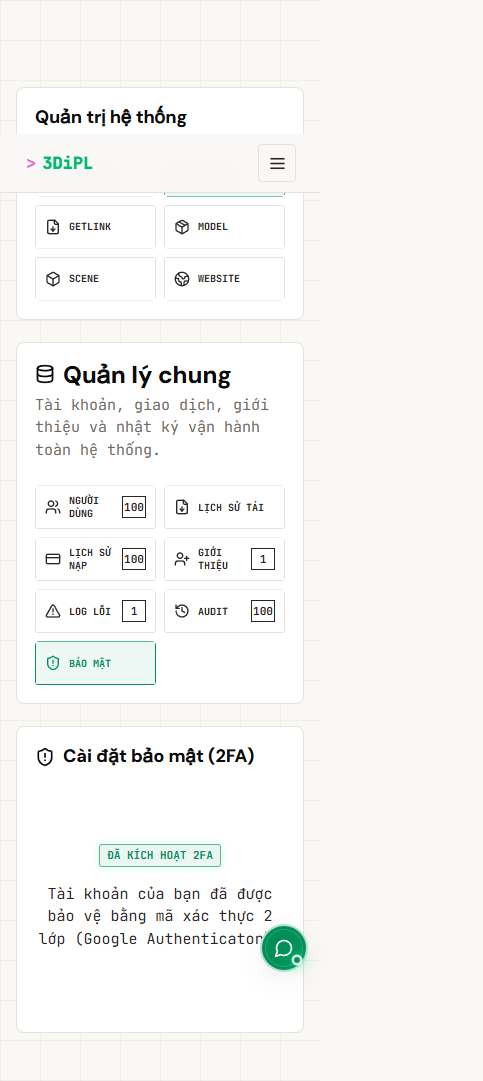 Quản trị hệ thống
> 3DiPL
GETLINK
MODEL
SCENE
WEBSITE
Quản lý chung
Tài khoản, giao dịch, giới
thiệu và nhật ký vận hành
toàn hệ thống.
NGƯỜI
DÙNG
100
LỊCH SỬ TẢI
LỊCH SỬ
NẠP
100
GIỚI
THIỆU
1
LOG LỖI
1
AUDIT
100
BẢO MẬT
Cài đặt bảo mật (2FA)
ĐÃ KÍCH HOẠT 2FA
Tài khoản của bạn đã được
bảo vệ bằng mã xác thực 2
lớp (Google Authenticator